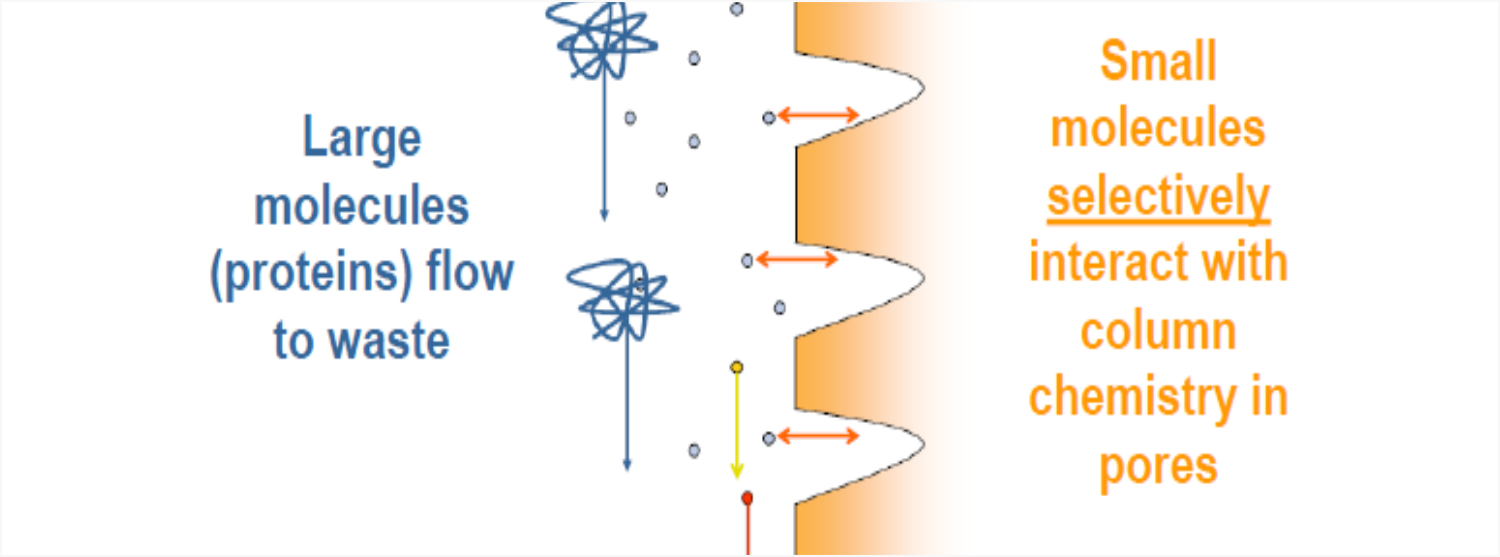 Large
molecules
(proteins) flow
to waste
Small
molecules
selectively
interact with
column
chemistry in
pores